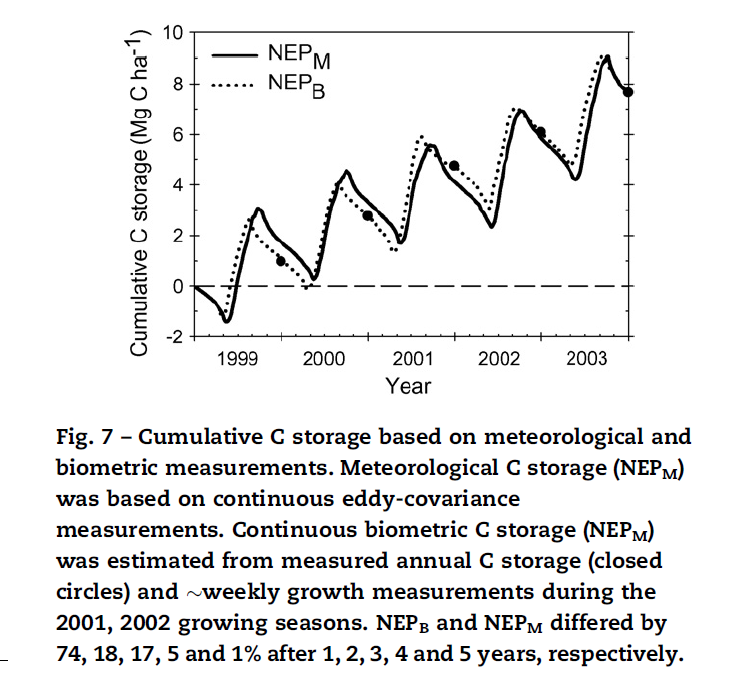 10
8
6
4
2
0
-2
Cumulative C storage (Mg C ha⁻¹)
NEP_M
NEP_B
1999 2000 2001 2002 2003
Year
Fig. 7 – Cumulative C storage based on meteorological and
biometric measurements. Meteorological C storage (NEP_M)
was based on continuous eddy-covariance
measurements. Continuous biometric C storage (NEP_M)
was estimated from measured annual C storage (closed
circles) and ~weekly growth measurements during the
2001, 2002 growing seasons. NEP_B and NEP_M differed by
74, 18, 17, 5 and 1% after 1, 2, 3, 4 and 5 years, respectively.